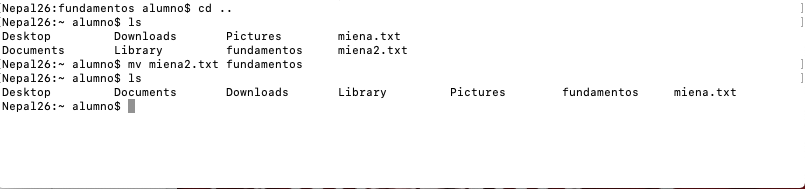 [Nepal26:fundamentos alumno$ cd .. ]
[Nepal26:~ alumno$ ls ]
Desktop Downloads Pictures miena.txt
Documents Library fundamentos miena2.txt
[Nepal26:~ alumno$ mv miena2.txt fundamentos ]
[Nepal26:~ alumno$ ls ]
Desktop Documents Downloads Library Pictures fundamentos miena.txt
Nepal26:~ alumno$